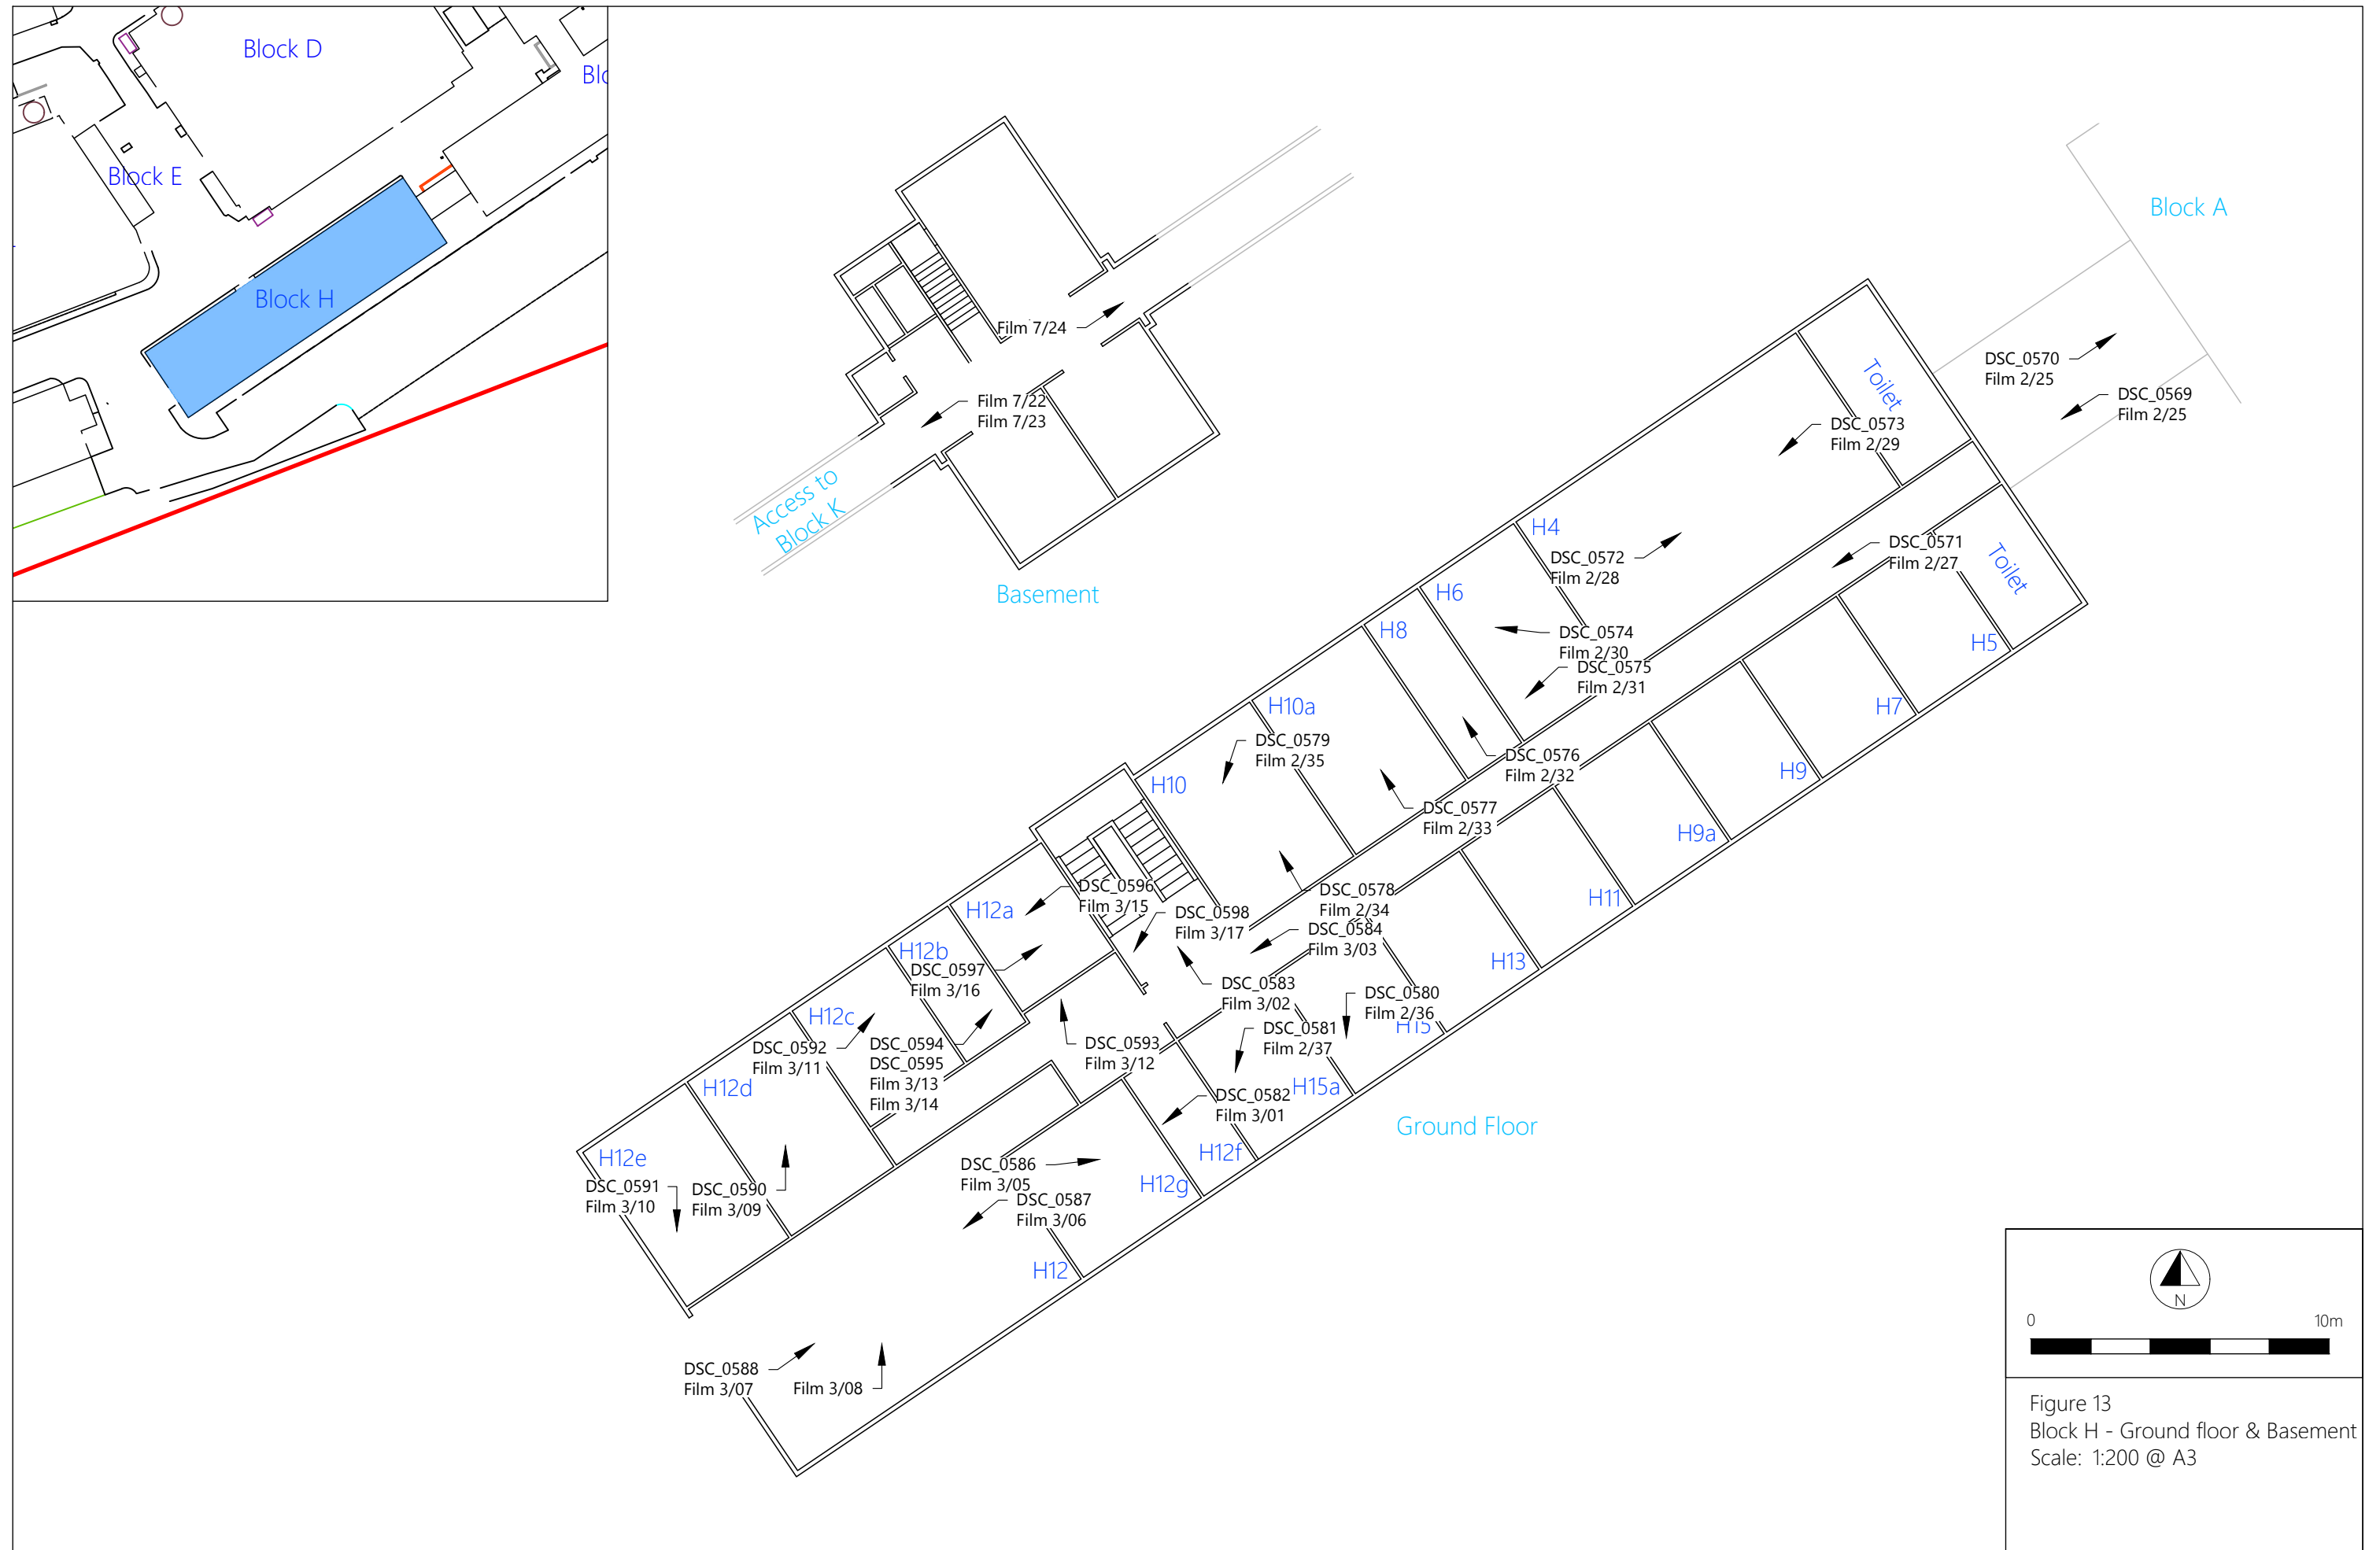 Block D
Blo
Block E
Block H
Film 7/24
Film 7/22
Film 7/23
Access to
Block K
Basement
Block A
DSC_0570
Film 2/25
DSC_0569
Film 2/25
Toilet
DSC_0573
Film 2/29
H4
DSC_0572
Film 2/28
DSC_0571
Film 2/27
Toilet
H6
H8
DSC_0574
Film 2/30
DSC_0575
Film 2/31
H5
H10a
H7
DSC_0579
Film 2/35
DSC_0576
Film 2/32
H10
H9
DSC_0577
Film 2/33
H9a
DSC_0596
Film 3/15
DSC_0578
Film 2/34
H11
H12a
DSC_0598
Film 3/17
DSC_0584
Film 3/03
H12b
H13
DSC_0597
Film 3/16
DSC_0583
Film 3/02
DSC_0580
Film 2/36
H15
H12c
DSC_0581
Film 2/37
DSC_0592
Film 3/11
DSC_0594
DSC_0595
Film 3/13
Film 3/14
DSC_0593
Film 3/12
H12d
H15a
DSC_0582
Film 3/01
Ground Floor
H12e
H12f
DSC_0586
Film 3/05
H12g
DSC_0591
Film 3/10
DSC_0590
Film 3/09
DSC_0587
Film 3/06
H12
DSC_0588
Film 3/07
Film 3/08
N
0 10m
Figure 13
Block H - Ground floor & Basement
Scale: 1:200 @ A3